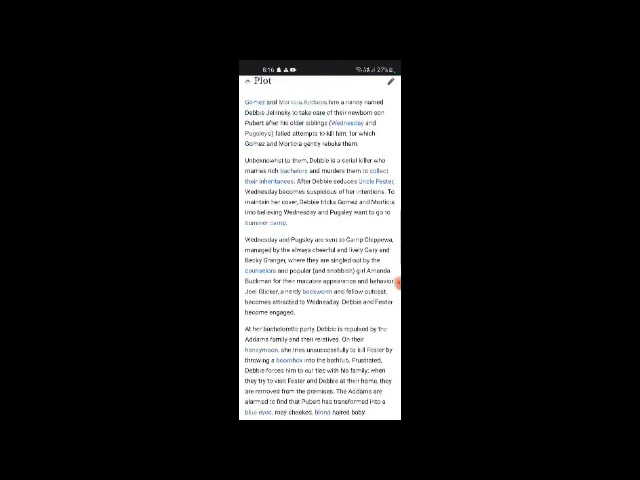 8:16 27%
Plot
Gomez and Morticia Addams hire a nanny named
Debbie Jellinsky to take care of their newborn son
Pubert after his older siblings (Wednesday and
Pugsley's) failed attempts to kill him, for which
Gomez and Morticia gently rebuke them.
Unbeknownst to them, Debbie is a serial killer who
marries rich bachelors and murders them to collect
their inheritances. After Debbie seduces Uncle Fester,
Wednesday becomes suspicious of her intentions. To
maintain her cover, Debbie tricks Gomez and Morticia
into believing Wednesday and Pugsley want to go to
summer camp.
Wednesday and Pugsley are sent to Camp Chippewa,
managed by the always cheerful and lively Gary and
Becky Granger, where they are singled out by the
counselors and popular (and snobbish) girl Amanda
Buckman for their macabre appearance and behavior.
Joel Glicker, a nerdy bookworm and fellow outcast,
becomes attracted to Wednesday. Debbie and Fester
become engaged.
At her bachelorette party, Debbie is repulsed by the
Addams family and their relatives. On their
honeymoon, she tries unsuccessfully to kill Fester by
throwing a boombox into the bathtub. Frustrated,
Debbie forces him to cut ties with his family; when
they try to visit Fester and Debbie at their home, they
are removed from the premises. The Addams are
alarmed to find that Pubert has transformed into a
blue-eyed, rosy-cheeked, blond-haired baby